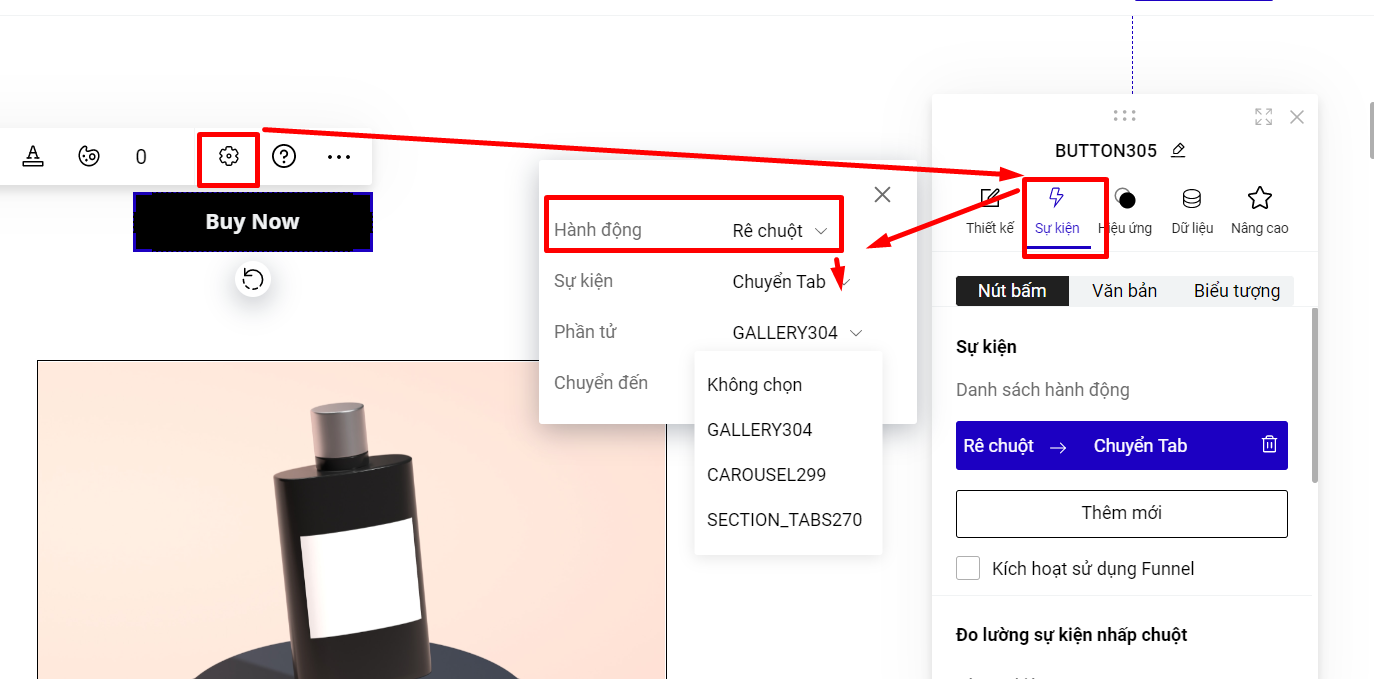 0
Buy Now
Hành động
Rê chuột
Sự kiện
Chuyển Tab
Phần tử
GALLERY304
Chuyển đến
Không chọn
GALLERY304
CAROUSEL299
SECTION_TABS270
BUTTON305
Thiết kế
Sự kiện
Hiệu ứng
Dữ liệu
Nâng cao
Nút bấm
Văn bản
Biểu tượng
Sự kiện
Danh sách hành động
Rê chuột → Chuyển Tab
Thêm mới
Kích hoạt sử dụng Funnel
Đo lường sự kiện nhấp chuột